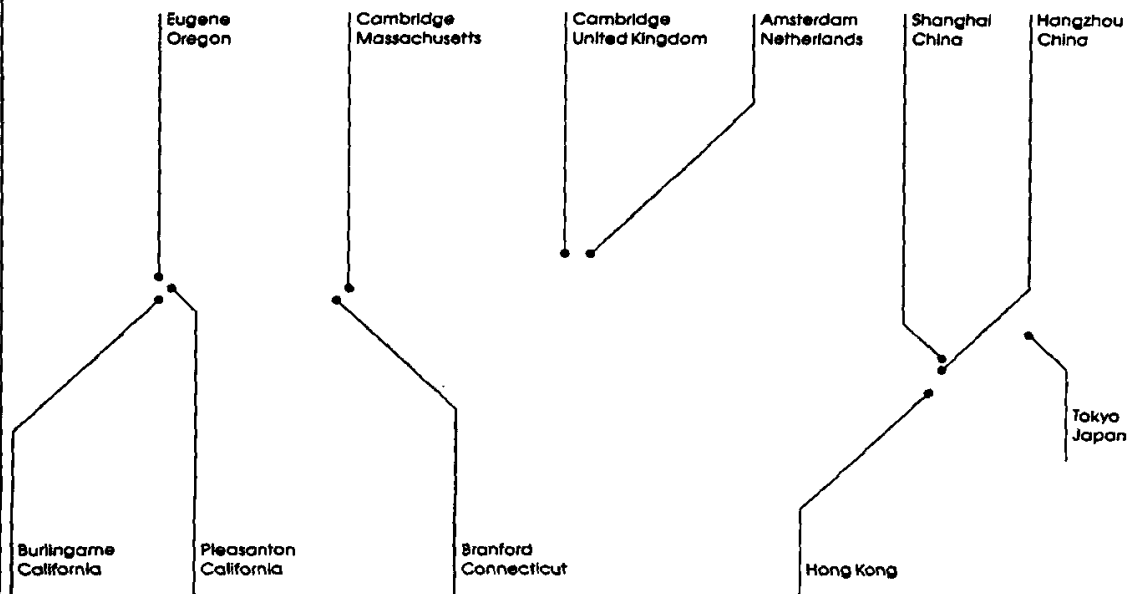 Eugene
Oregon
Cambridge
Massachusetts
Cambridge
United Kingdom
Amsterdam
Netherlands
Shanghai
China
Hangzhou
China
Tokyo
Japan
Burlingame
California
Pleasanton
California
Branford
Connecticut
Hong Kong